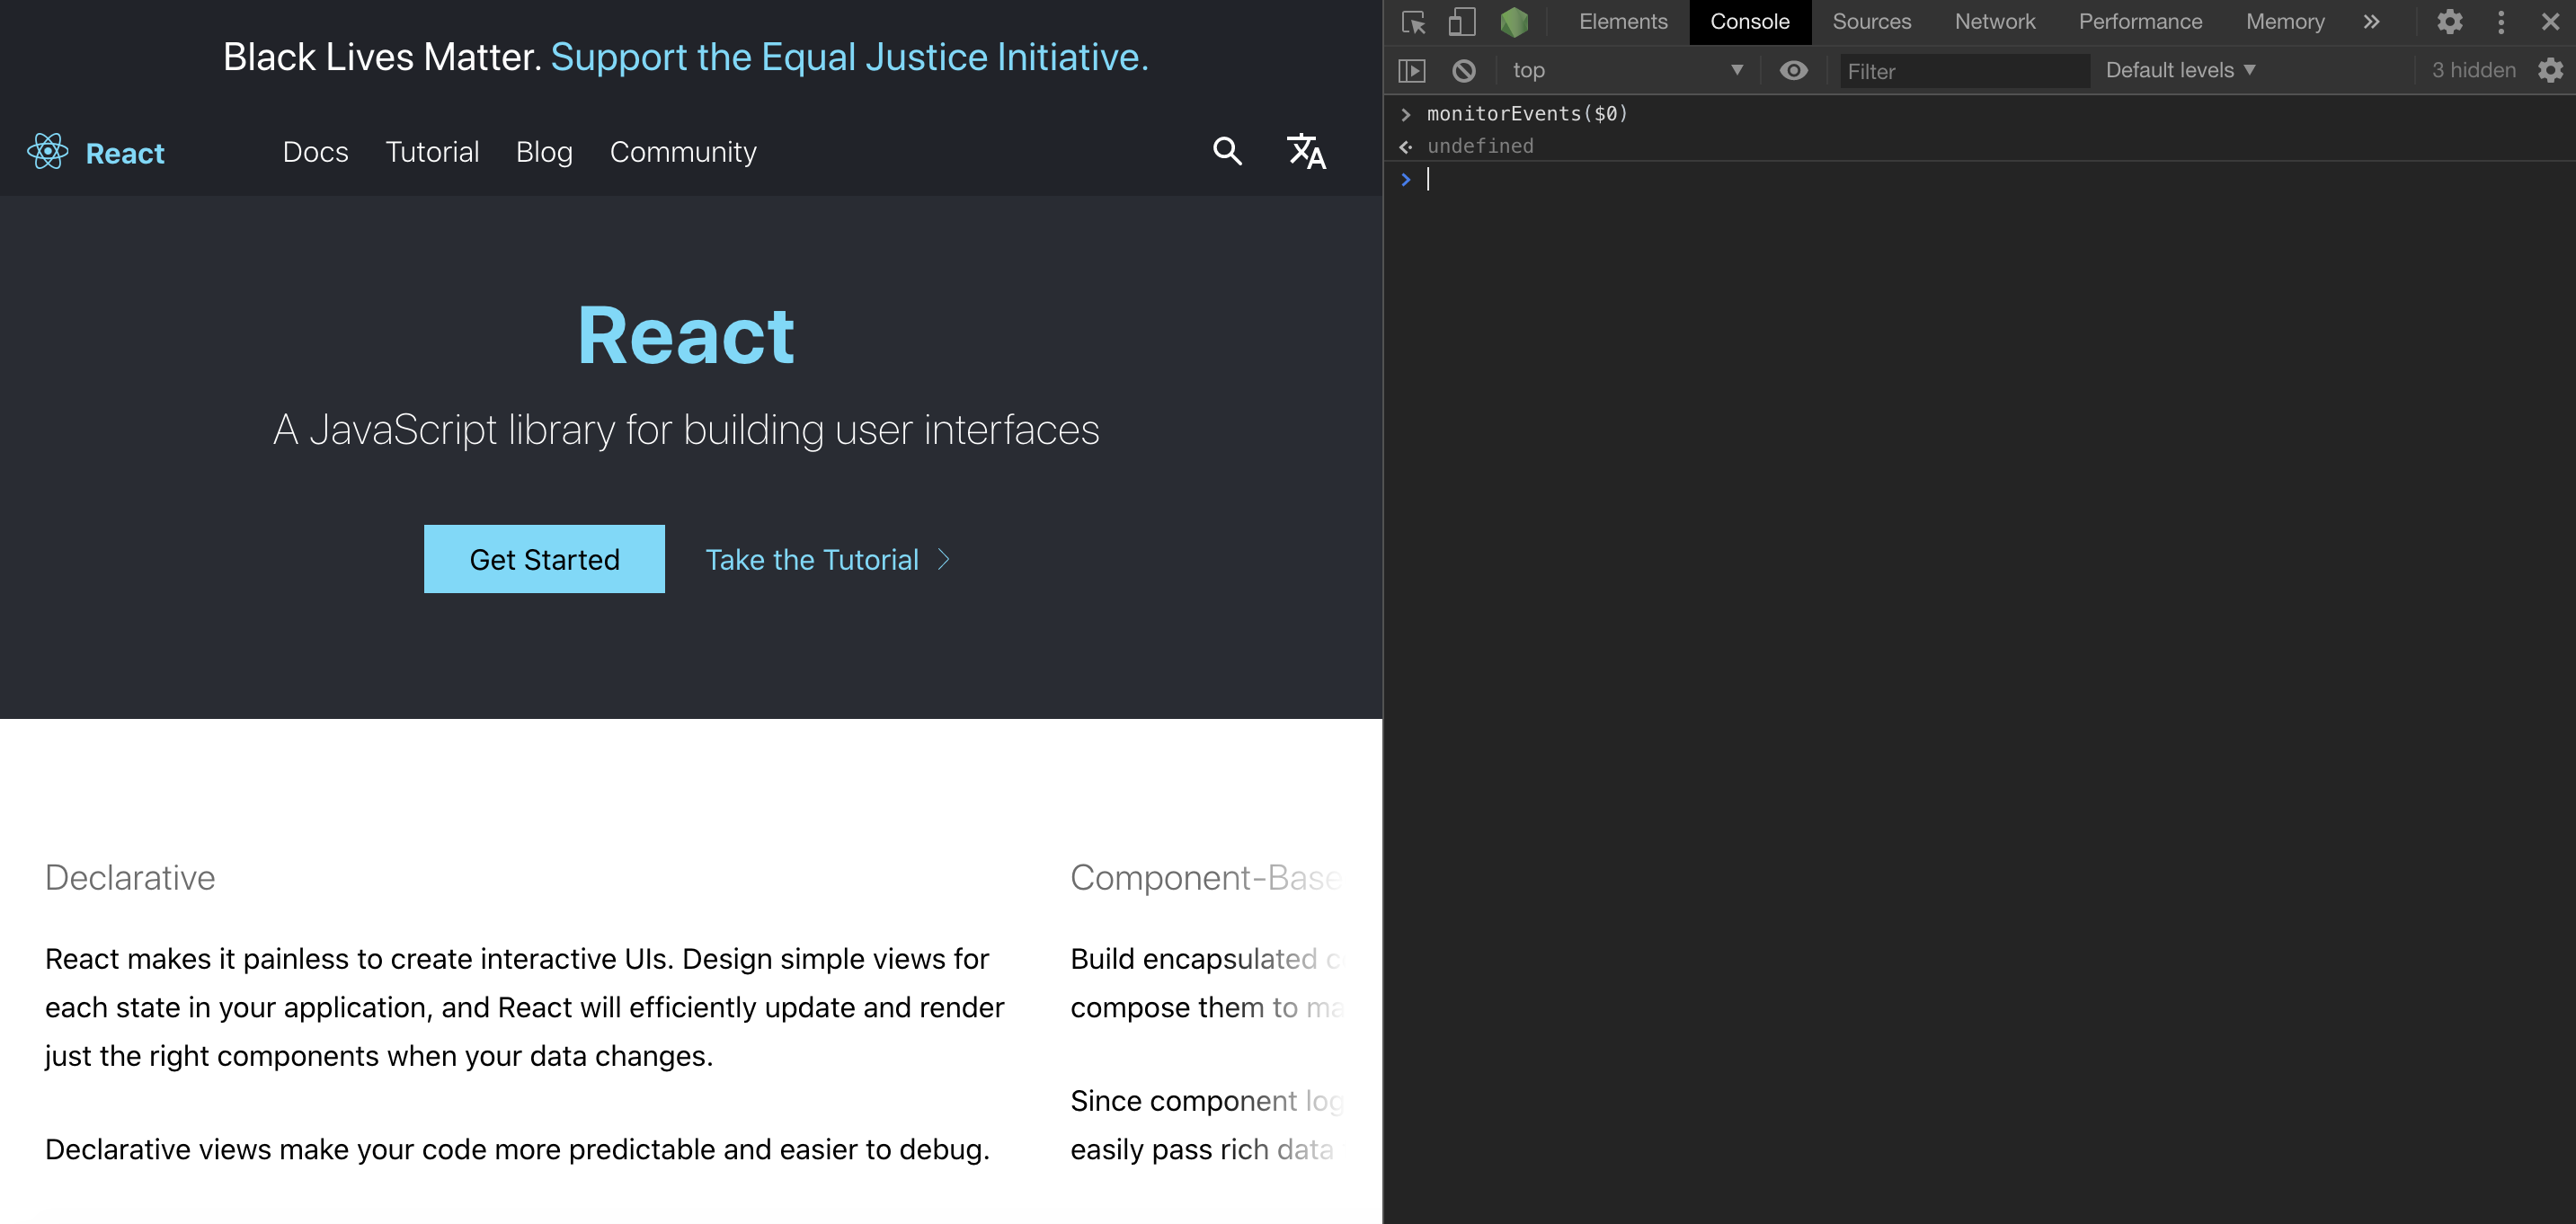 Black Lives Matter. Support the Equal Justice Initiative.
React
Docs
Tutorial
Blog
Community
React
A JavaScript library for building user interfaces
Get Started
Take the Tutorial
Declarative
React makes it painless to create interactive UIs. Design simple views for
each state in your application, and React will efficiently update and render
just the right components when your data changes.
Declarative views make your code more predictable and easier to debug.
Component-Base
Build encapsulated
compose them to
Since component
easily pass rich data
Elements
Console
Sources
Network
Performance
Memory
top
Filter
Default levels
3 hidden
monitorEvents($0)
undefined